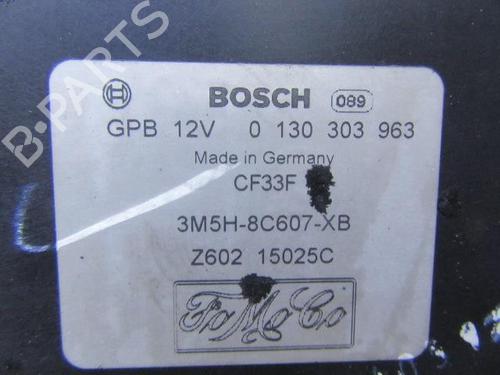 B-PARTS
BOSCH 089
GPB 12V 0 130 303 963
Made in Germany
CF33F
3M5H-8C607-XB
Z602 15025C
FoMoCo